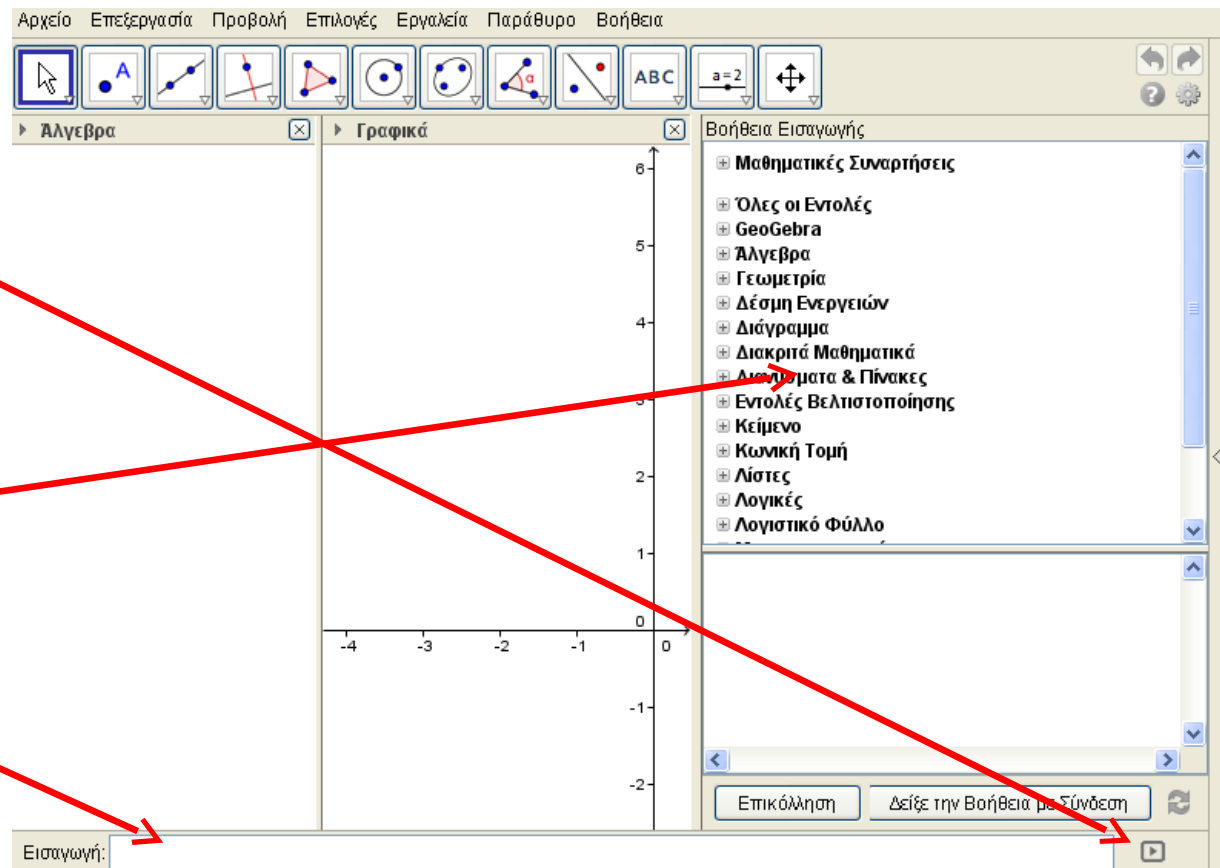 Αρχείο Επεξεργασία Προβολή Επιλογές Εργαλεία Παράθυρο Βοήθεια
A α ABC a=2
Άλγεβρα
Γραφικά
Βοήθεια Εισαγωγής
Μαθηματικές Συναρτήσεις
Όλες οι Εντολές
GeoGebra
Άλγεβρα
Γεωμετρία
Δέσμη Ενεργειών
Διάγραμμα
Διακριτά Μαθηματικά
Διανύσματα & Πίνακες
Εντολές Βελτιστοποίησης
Κείμενο
Κωνική Τομή
Λίστες
Λογικές
Λογιστικό Φύλλο
6
5
4
3
2
1
0
-4 -3 -2 -1 0
-1
-2
Επικόλληση Δείξε την Βοήθεια με Σύνδεση
Εισαγωγή: